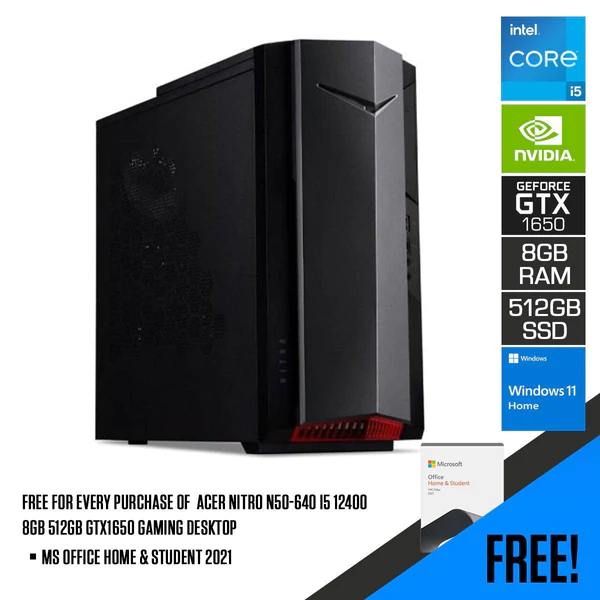 intel.
CORE
i5
NVIDIA.
GEFORCE
GTX
1650
8GB
RAM
512GB
SSD
Windows
Windows 11
Home
NITRO
Microsoft
Office
Home & Student
2021
FREE FOR EVERY PURCHASE OF ACER NITRO N50-640 I5 12400
8GB 512GB GTX1650 GAMING DESKTOP
▪ MS OFFICE HOME & STUDENT 2021
FREE!